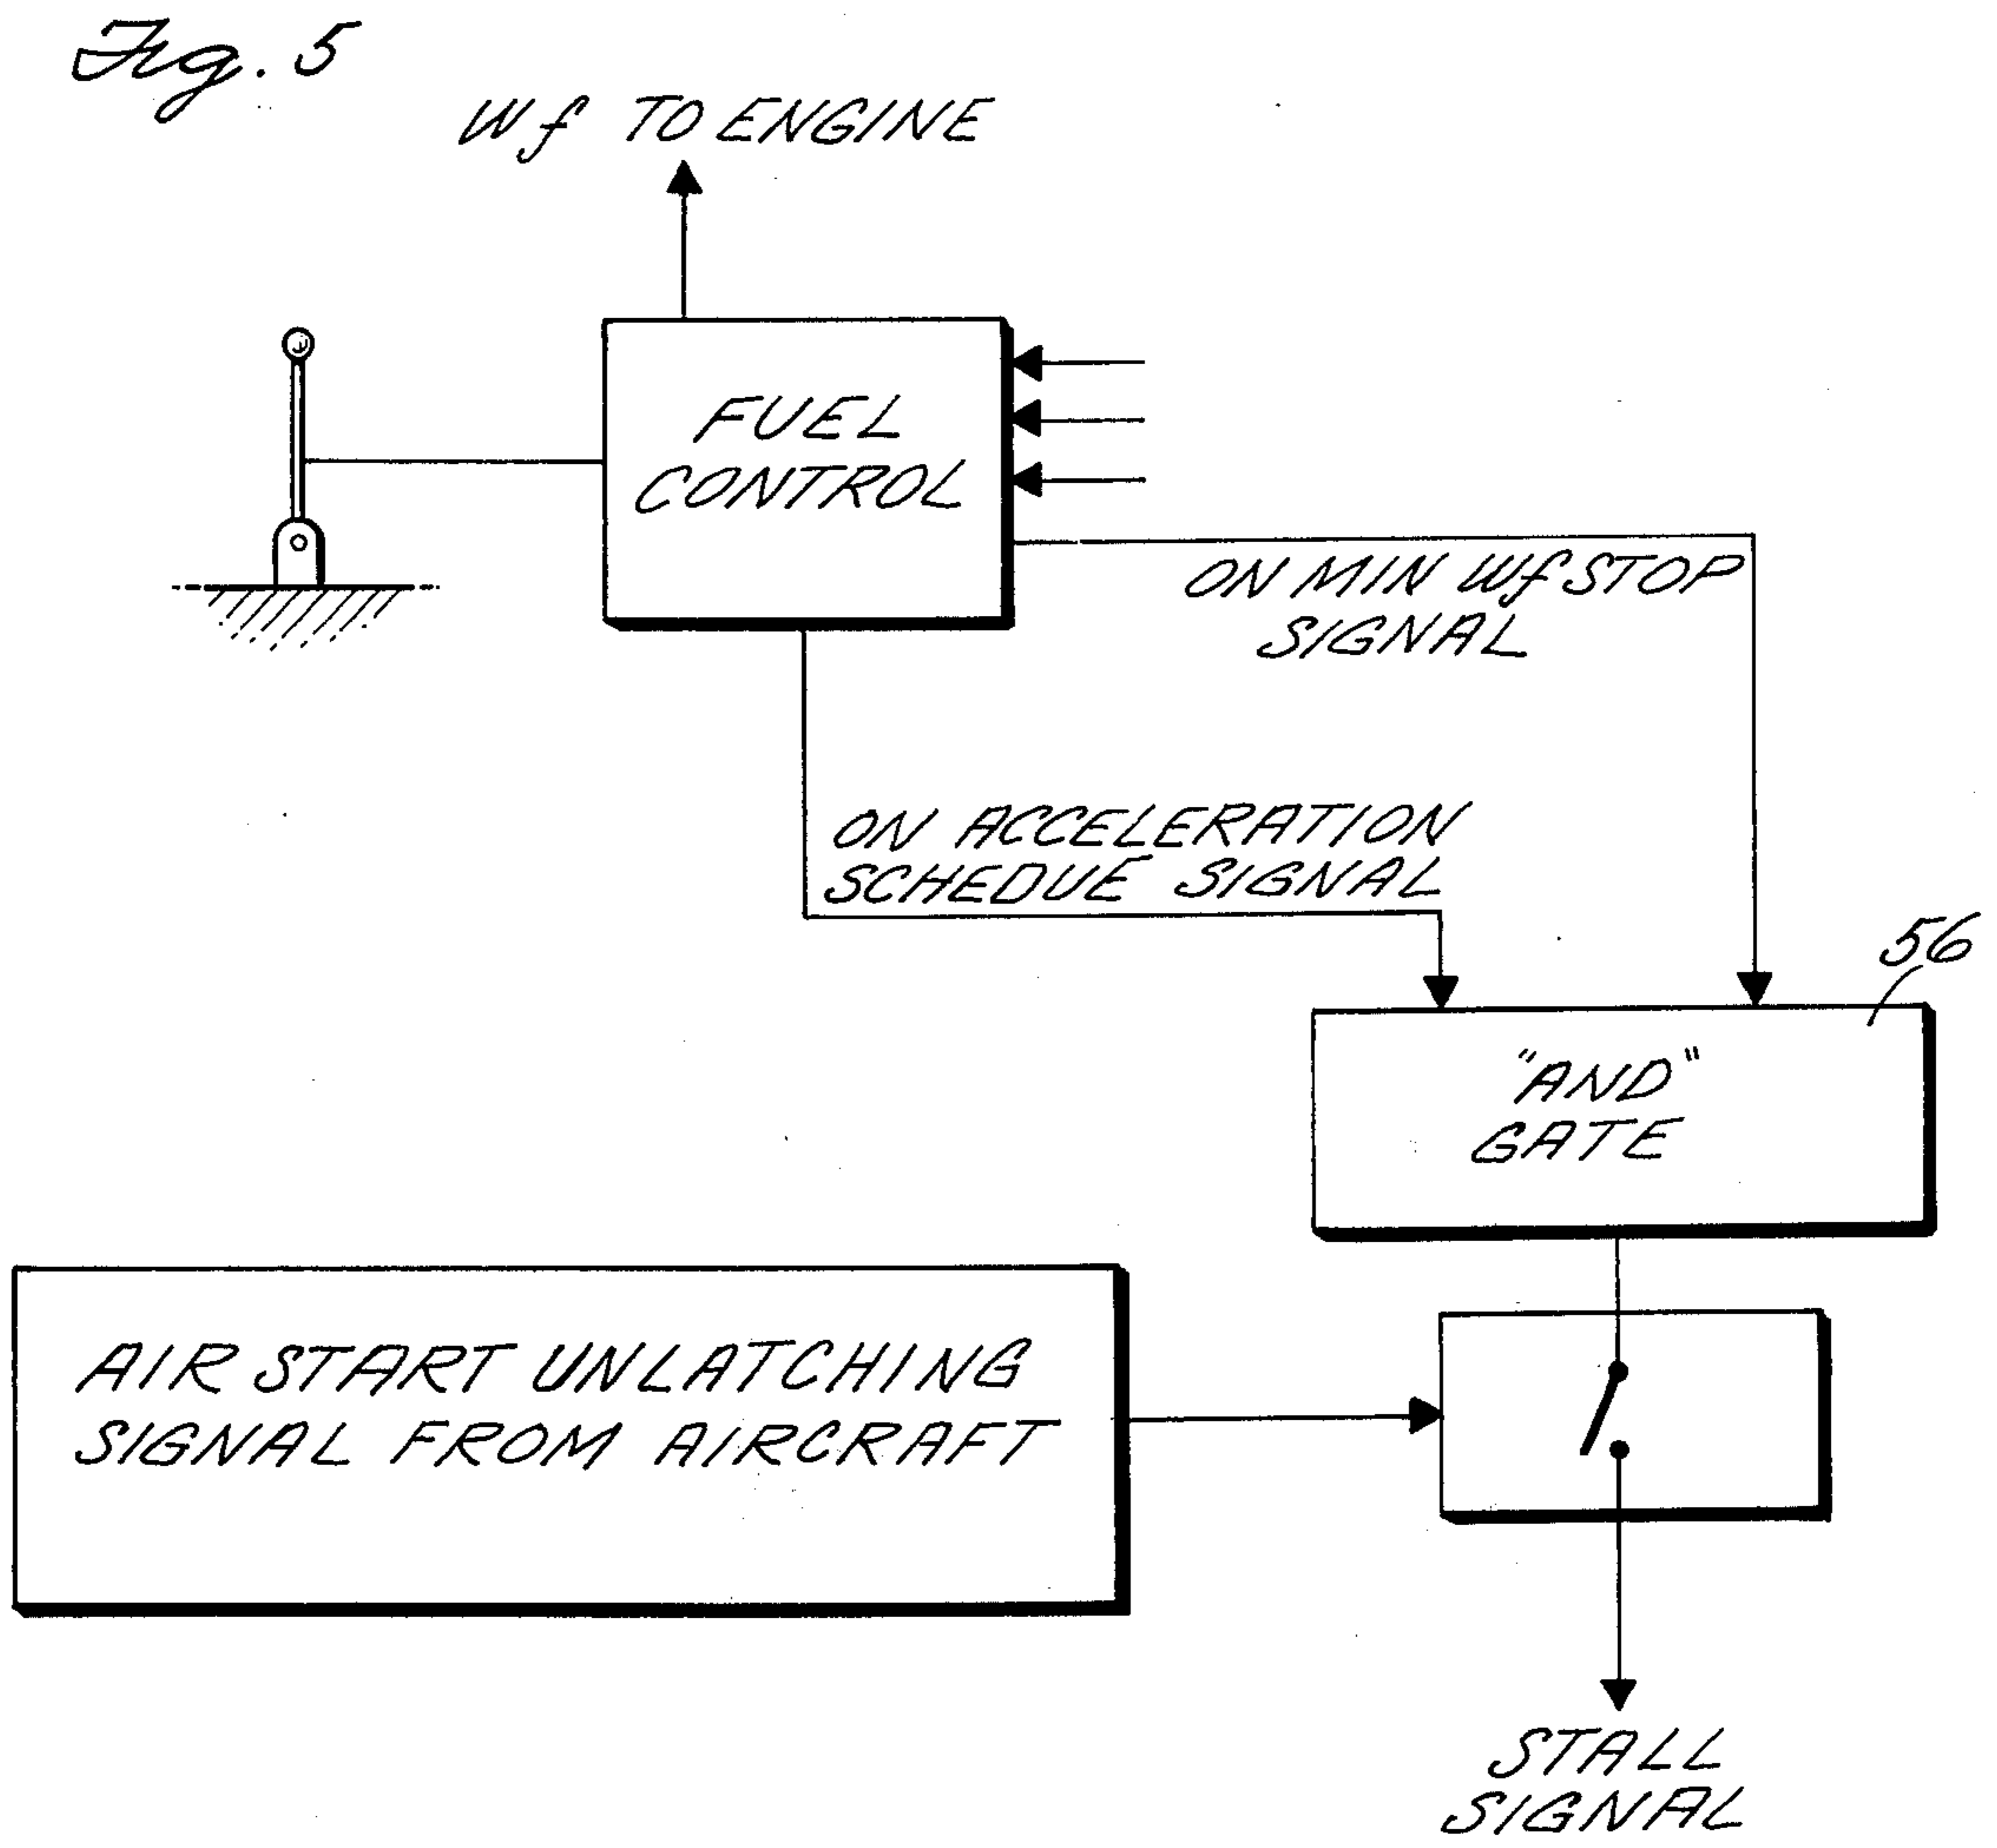 Fig. 5
Wf TO ENGINE
FUEL
CONTROL
ON MIN Wf STOP
SIGNAL
ON ACCELERATION
SCHEDUE SIGNAL
56
"AND"
GATE
AIR START UNLATCHING
SIGNAL FROM AIRCRAFT
STALL
SIGNAL